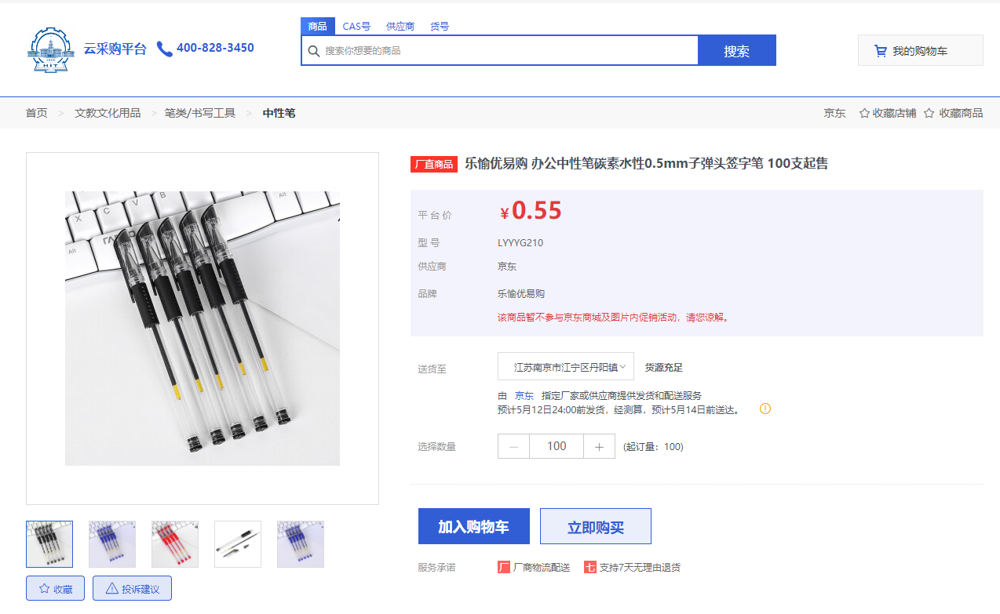 商品 CAS号 供应商 货号
云采购平台 400-828-3450
搜索你想要的商品 搜索
我的购物车
HIT
首页 > 文教文化用品 > 笔类/书写工具 > 中性笔
京东 收藏店铺 收藏商品
厂直商品 乐愉优易购 办公中性笔碳素水性0.5mm子弹头签字笔 100支起售
平台价 ¥0.55
型号 LYYYG210
供应商 京东
品牌 乐愉优易购
该商品暂不参与京东商城及图片内促销活动，请您谅解。
送货至 江苏南京市江宁区丹阳镇 货源充足
由 京东 指定厂家或供应商提供发货和配送服务
预计5月12日24:00前发货，经测算，预计5月14日前送达。
选择数量 — 100 + (起订量：100)
加入购物车 立即购买
服务承诺 厂 厂商物流配送 七 支持7天无理由退货
收藏 投诉建议
X C V B Alt
Alt